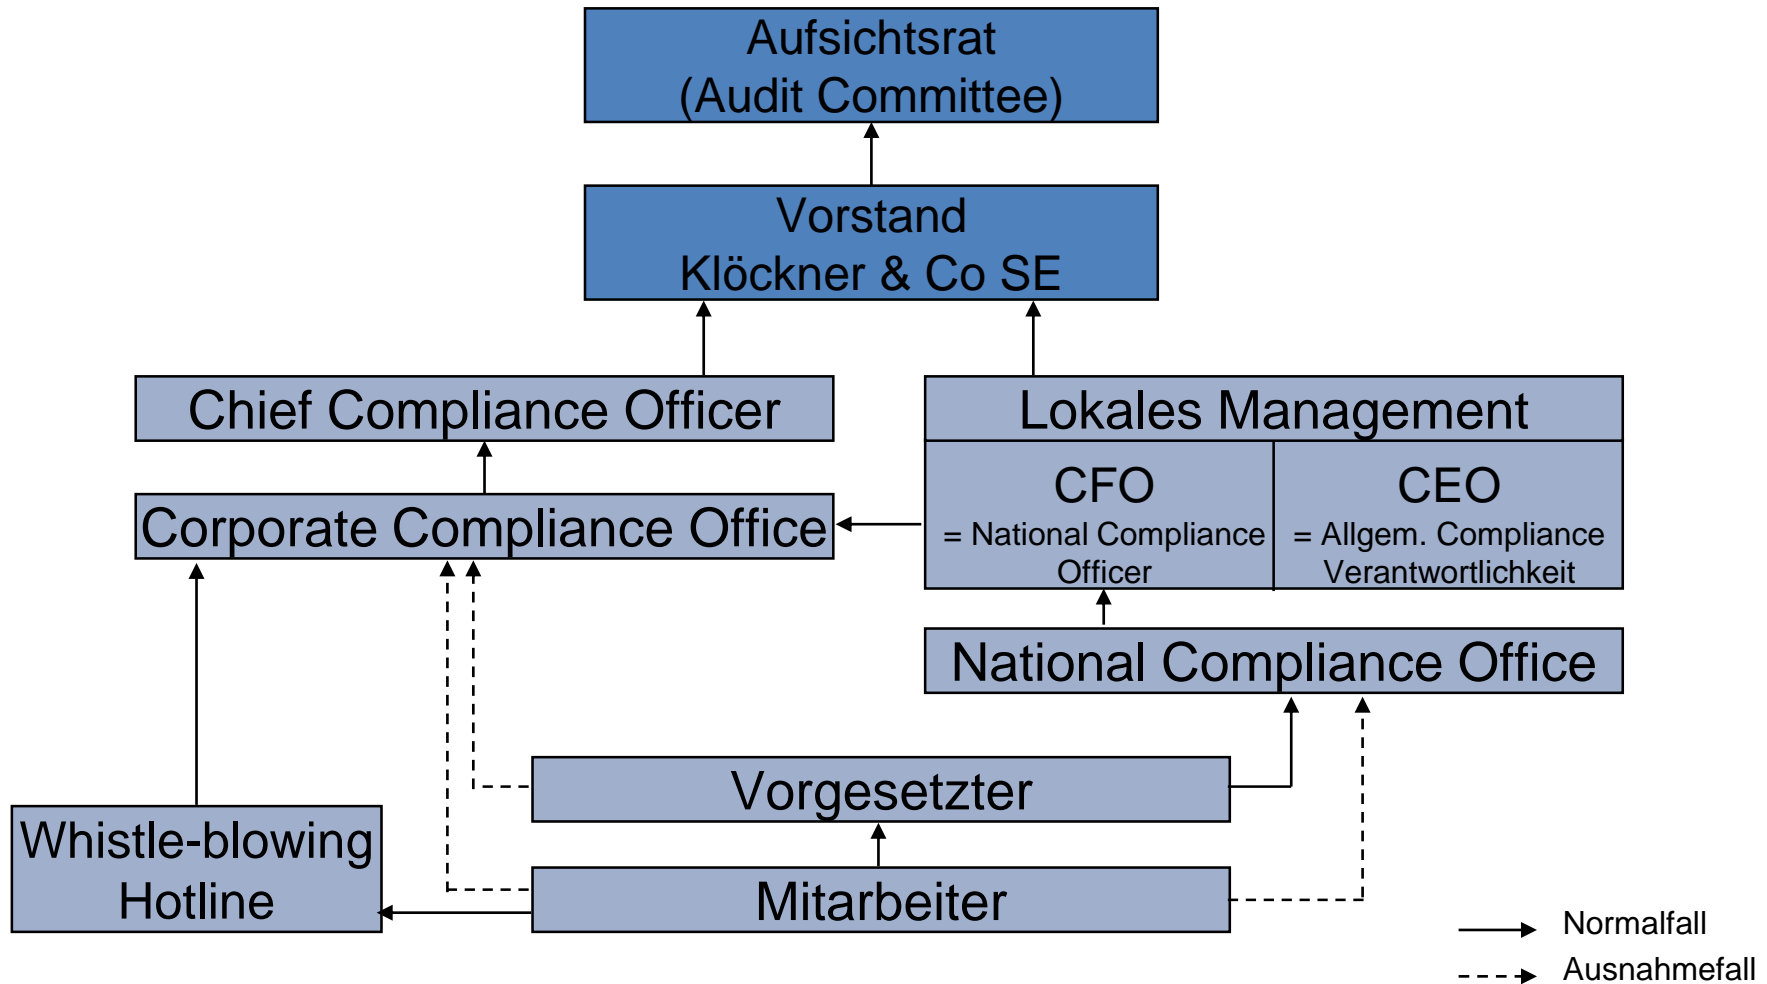 Aufsichtsrat
(Audit Committee)
Vorstand
Klöckner & Co SE
Chief Compliance Officer
Lokales Management
Corporate Compliance Office
CFO
= National Compliance
Officer
CEO
= Allgem. Compliance
Verantwortlichkeit
National Compliance Office
Vorgesetzter
Whistle-blowing
Hotline
Mitarbeiter
Normalfall
Ausnahmefall